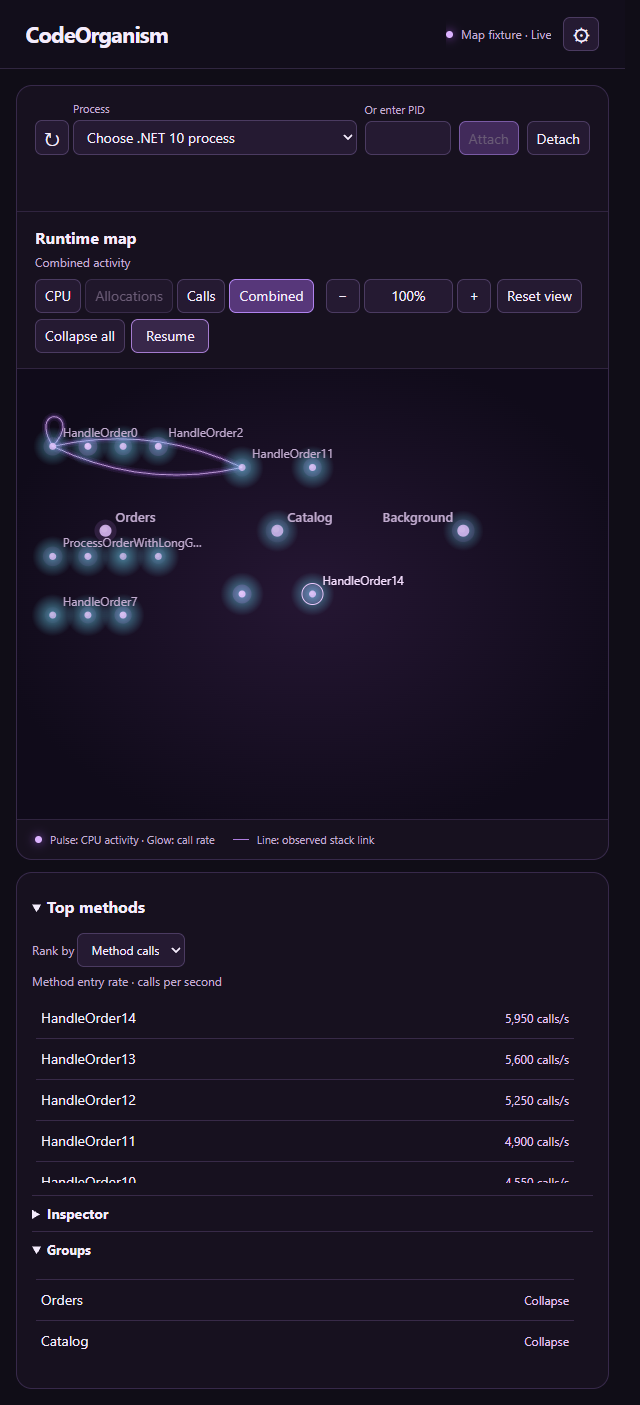 CodeOrganism
Map fixture · Live
Process
Or enter PID
Choose .NET 10 process
Attach
Detach
Runtime map
Combined activity
CPU
Allocations
Calls
Combined
−
100%
+
Reset view
Collapse all
Resume
HandleOrder0
HandleOrder2
HandleOrder11
Orders
Catalog
Background
ProcessOrderWithLongG...
HandleOrder14
HandleOrder7
Pulse: CPU activity · Glow: call rate
Line: observed stack link
Top methods
Rank by
Method calls
Method entry rate · calls per second
HandleOrder14 5,950 calls/s
HandleOrder13 5,600 calls/s
HandleOrder12 5,250 calls/s
HandleOrder11 4,900 calls/s
HandleOrder10 4,550 calls/s
Inspector
Groups
Orders Collapse
Catalog Collapse